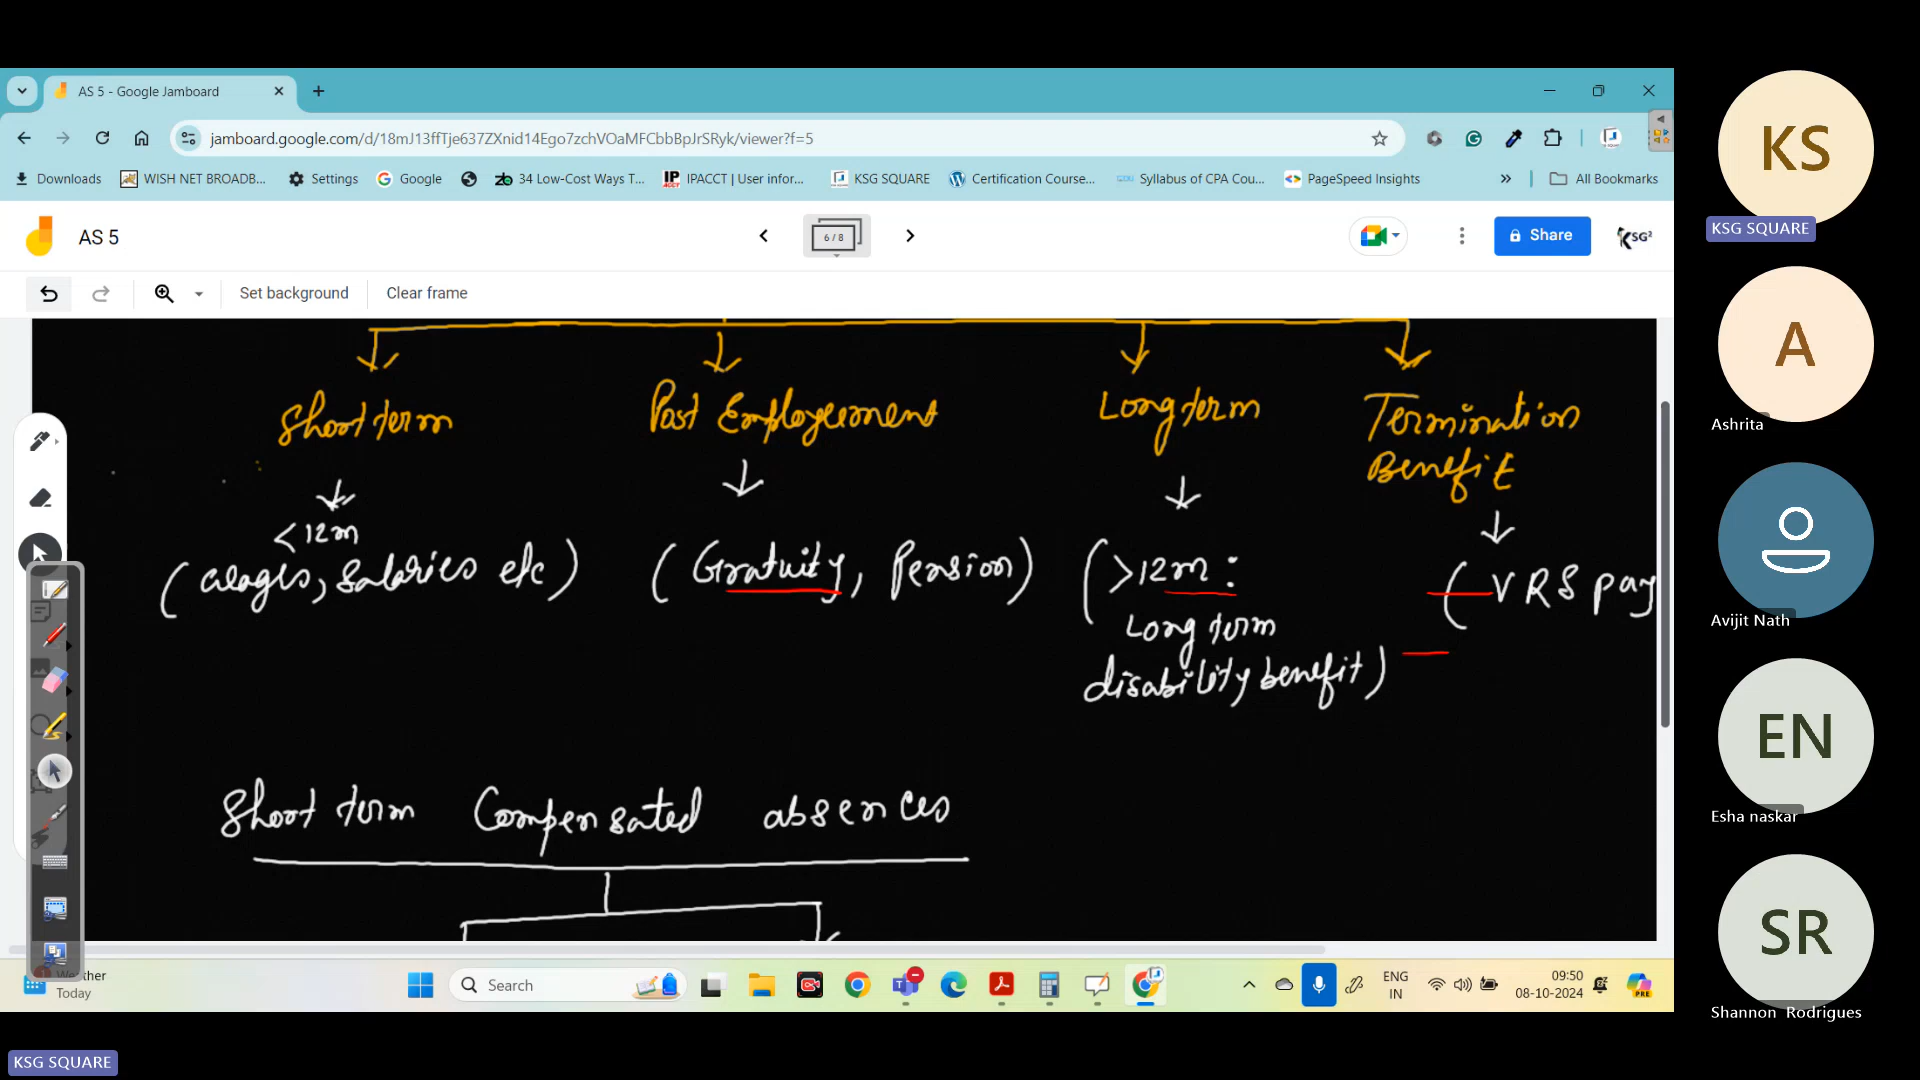 AS 5 - Google Jamboard
jamboard.google.com/d/18mJ13ffTje637ZXnid14Ego7zchVOaMFCbbBpJrSRyk/viewer?f=5
Downloads WISH NET BROADB... Settings Google 34 Low-Cost Ways T... IPACCT | User infor... KSG SQUARE Certification Course... Syllabus of CPA Cou... PageSpeed Insights » All Bookmarks
AS 5 6 / 8 Share KSG²
Set background Clear frame
Short term Post Employeement Long term Termination
Benefit
<12m
(wages, salaries etc) (Gratuity, Pension) (>12m: (VRS pay
Long term
disability benefit)
Short term Compensated absences
Weather
Today
Search
ENG
IN
09:50
08-10-2024
PRE
KSG SQUARE
KS
KSG SQUARE
A
Ashrita
Avijit Nath
EN
Esha naskar
SR
Shannon Rodrigues